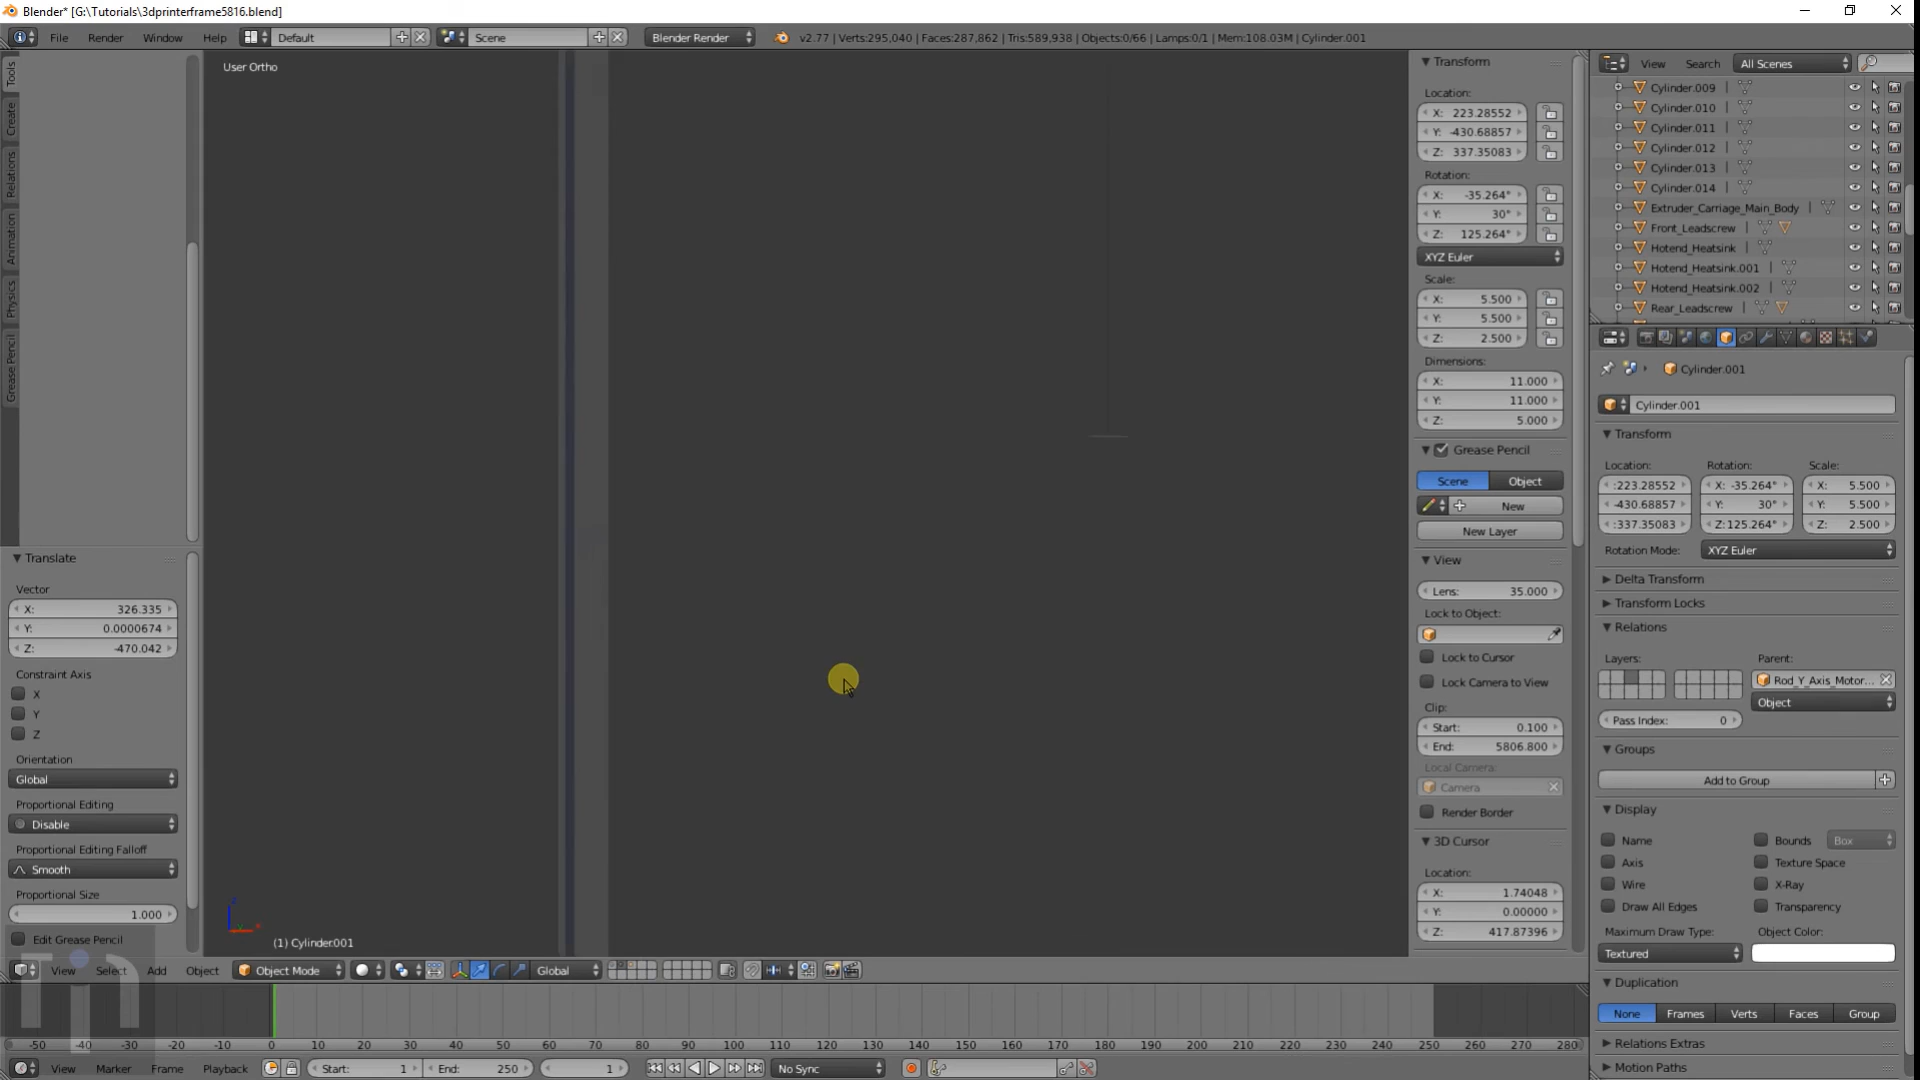 Blender* [G:\Tutorials\3dprinterframe5816.blend]
File Render Window Help Default Scene Blender Render v2.77 | Verts:295,040 | Faces:287,862 | Tris:589,938 | Objects:0/66 | Lamps:0/1 | Mem:108.03M | Cylinder.001
User Ortho
Tools
Create
Relations
Animation
Physics
Grease Pencil
Translate
Vector
X: 326.335
Y: 0.0000674
Z: -470.042
Constraint Axis
X
Y
Z
Orientation
Global
Proportional Editing
Disable
Proportional Editing Falloff
Smooth
Proportional Size
1.000
Edit Grease Pencil
(1) Cylinder.001
View Select Add Object Object Mode Global
Transform
Location:
X: 223.28552
Y: -430.68857
Z: 337.35083
Rotation:
X: -35.264°
Y: 30°
Z: 125.264°
XYZ Euler
Scale:
X: 5.500
Y: 5.500
Z: 2.500
Dimensions:
X: 11.000
Y: 11.000
Z: 5.000
Grease Pencil
Scene Object
New
New Layer
View
Lens: 35.000
Lock to Object:
Lock to Cursor
Lock Camera to View
Clip:
Start: 0.100
End: 5806.800
Local Camera:
Camera
Render Border
3D Cursor
Location:
X: 1.74048
Y: 0.00000
Z: 417.87396
View Search All Scenes
Cylinder.009
Cylinder.010
Cylinder.011
Cylinder.012
Cylinder.013
Cylinder.014
Extruder_Carriage_Main_Body
Front_Leadscrew
Hotend_Heatsink
Hotend_Heatsink.001
Hotend_Heatsink.002
Rear_Leadscrew
Cylinder.001
Cylinder.001
Transform
Location: Rotation: Scale:
:223.28552 X: -35.264° X: 5.500
-430.68857 Y: 30° Y: 5.500
:337.35083 Z:125.264° Z: 2.500
Rotation Mode: XYZ Euler
Delta Transform
Transform Locks
Relations
Layers: Parent:
Rod_Y_Axis_Motor...
Object
Pass Index: 0
Groups
Add to Group
Display
Name Bounds Box
Axis Texture Space
Wire X-Ray
Draw All Edges Transparency
Maximum Draw Type: Object Color:
Textured
Duplication
None Frames Verts Faces Group
Relations Extras
Motion Paths
-50 -40 -30 -20 -10 0 10 20 30 40 50 60 70 80 90 100 110 120 130 140 150 160 170 180 190 200 210 220 230 240 250 260 270 280
View Marker Frame Playback Start: 1 End: 250 1 No Sync